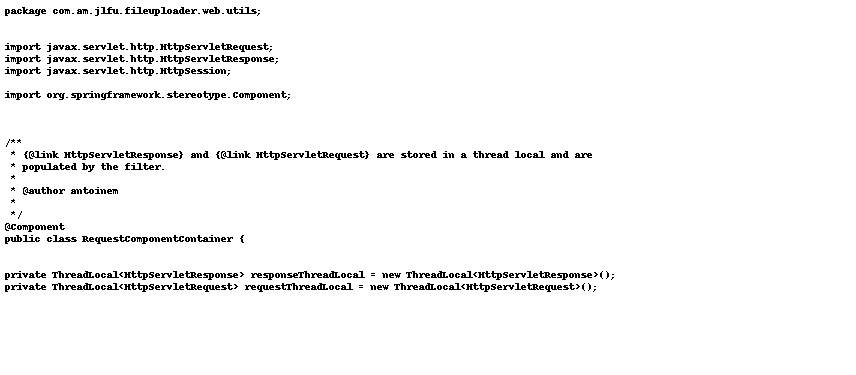 package com.am.jlfu.fileuploader.web.utils;
import javax.servlet.http.HttpServletRequest;
import javax.servlet.http.HttpServletResponse;
import javax.servlet.http.HttpSession;
import org.springframework.stereotype.Component;
/**
 * {@link HttpServletResponse} and {@link HttpServletRequest} are stored in a thread local and are
 * populated by the filter.
 *
 * @author antoinem
 *
 */
@Component
public class RequestComponentContainer {
private ThreadLocal<HttpServletResponse> responseThreadLocal = new ThreadLocal<HttpServletResponse>();
private ThreadLocal<HttpServletRequest> requestThreadLocal = new ThreadLocal<HttpServletRequest>();